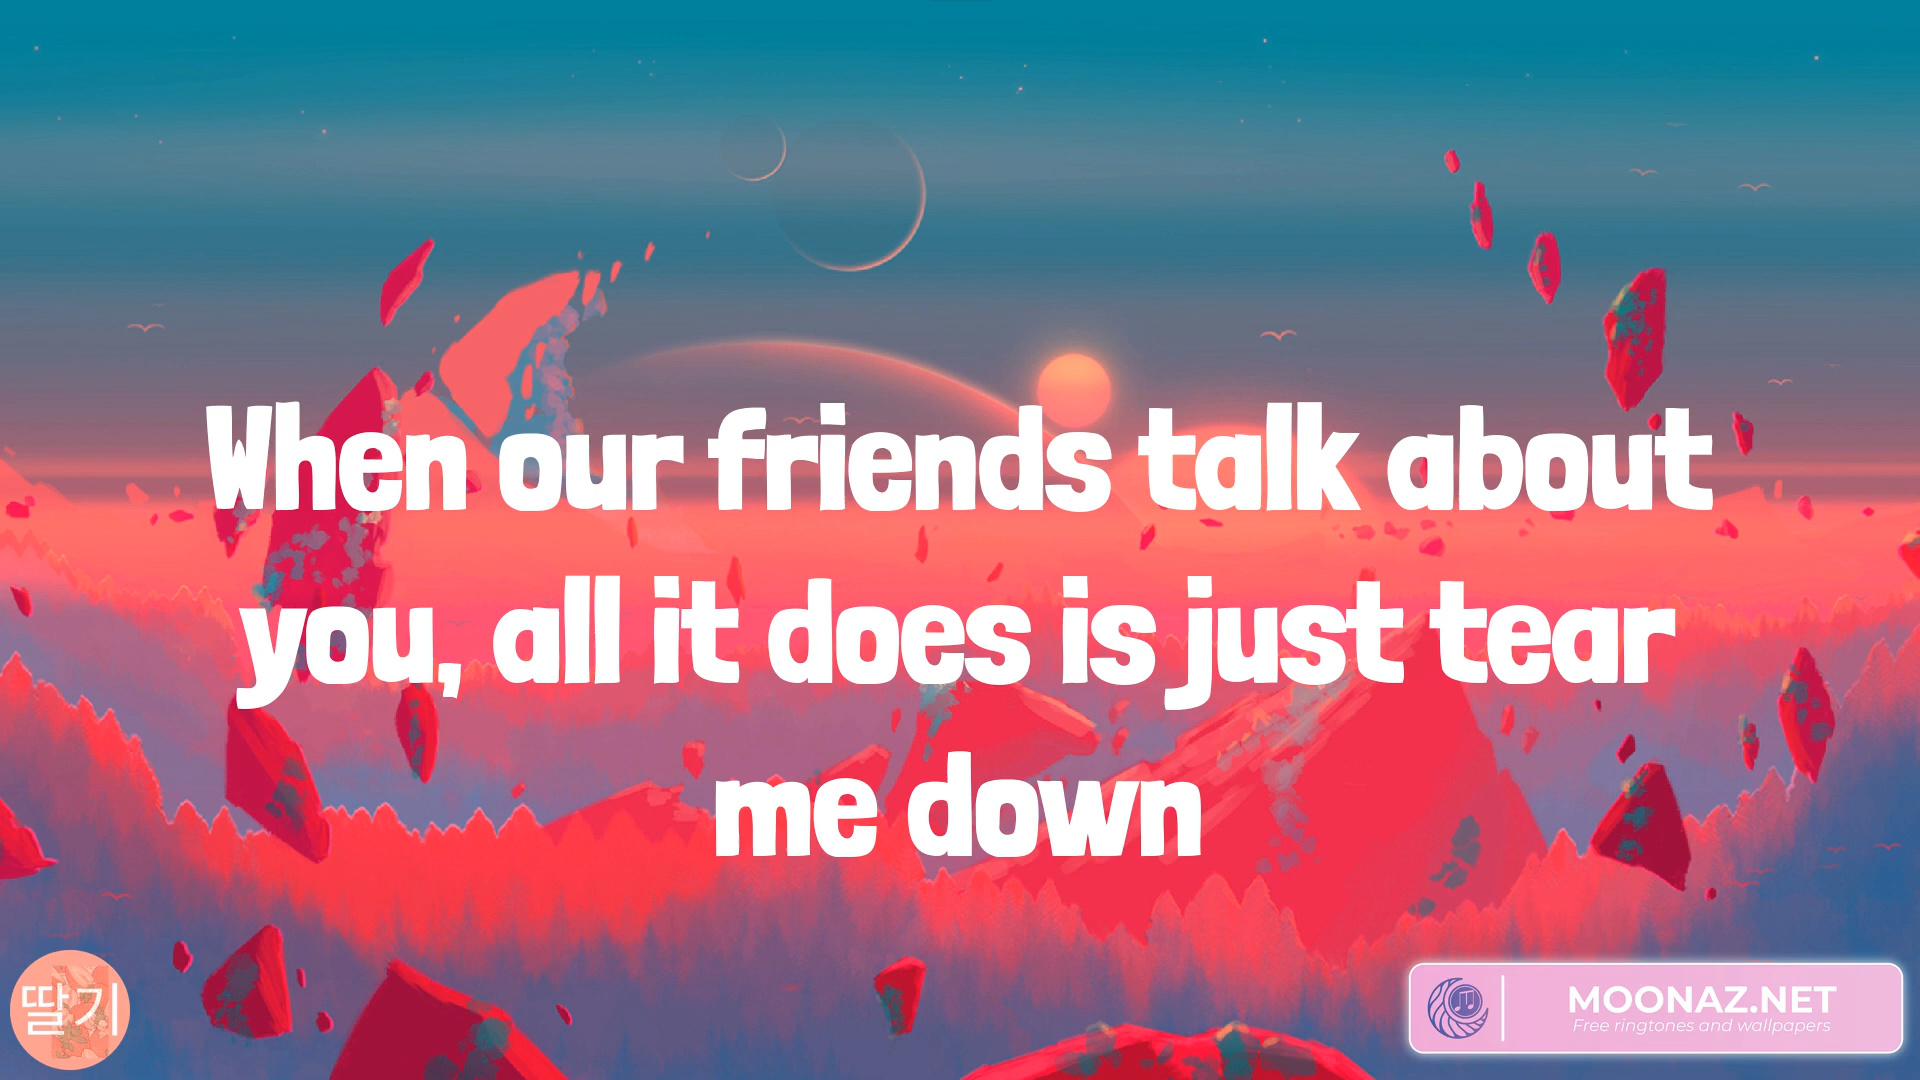 When our friends talk about
you, all it does is just tear
me down
딸기
MOONAZ.NET
Free ringtones and wallpapers